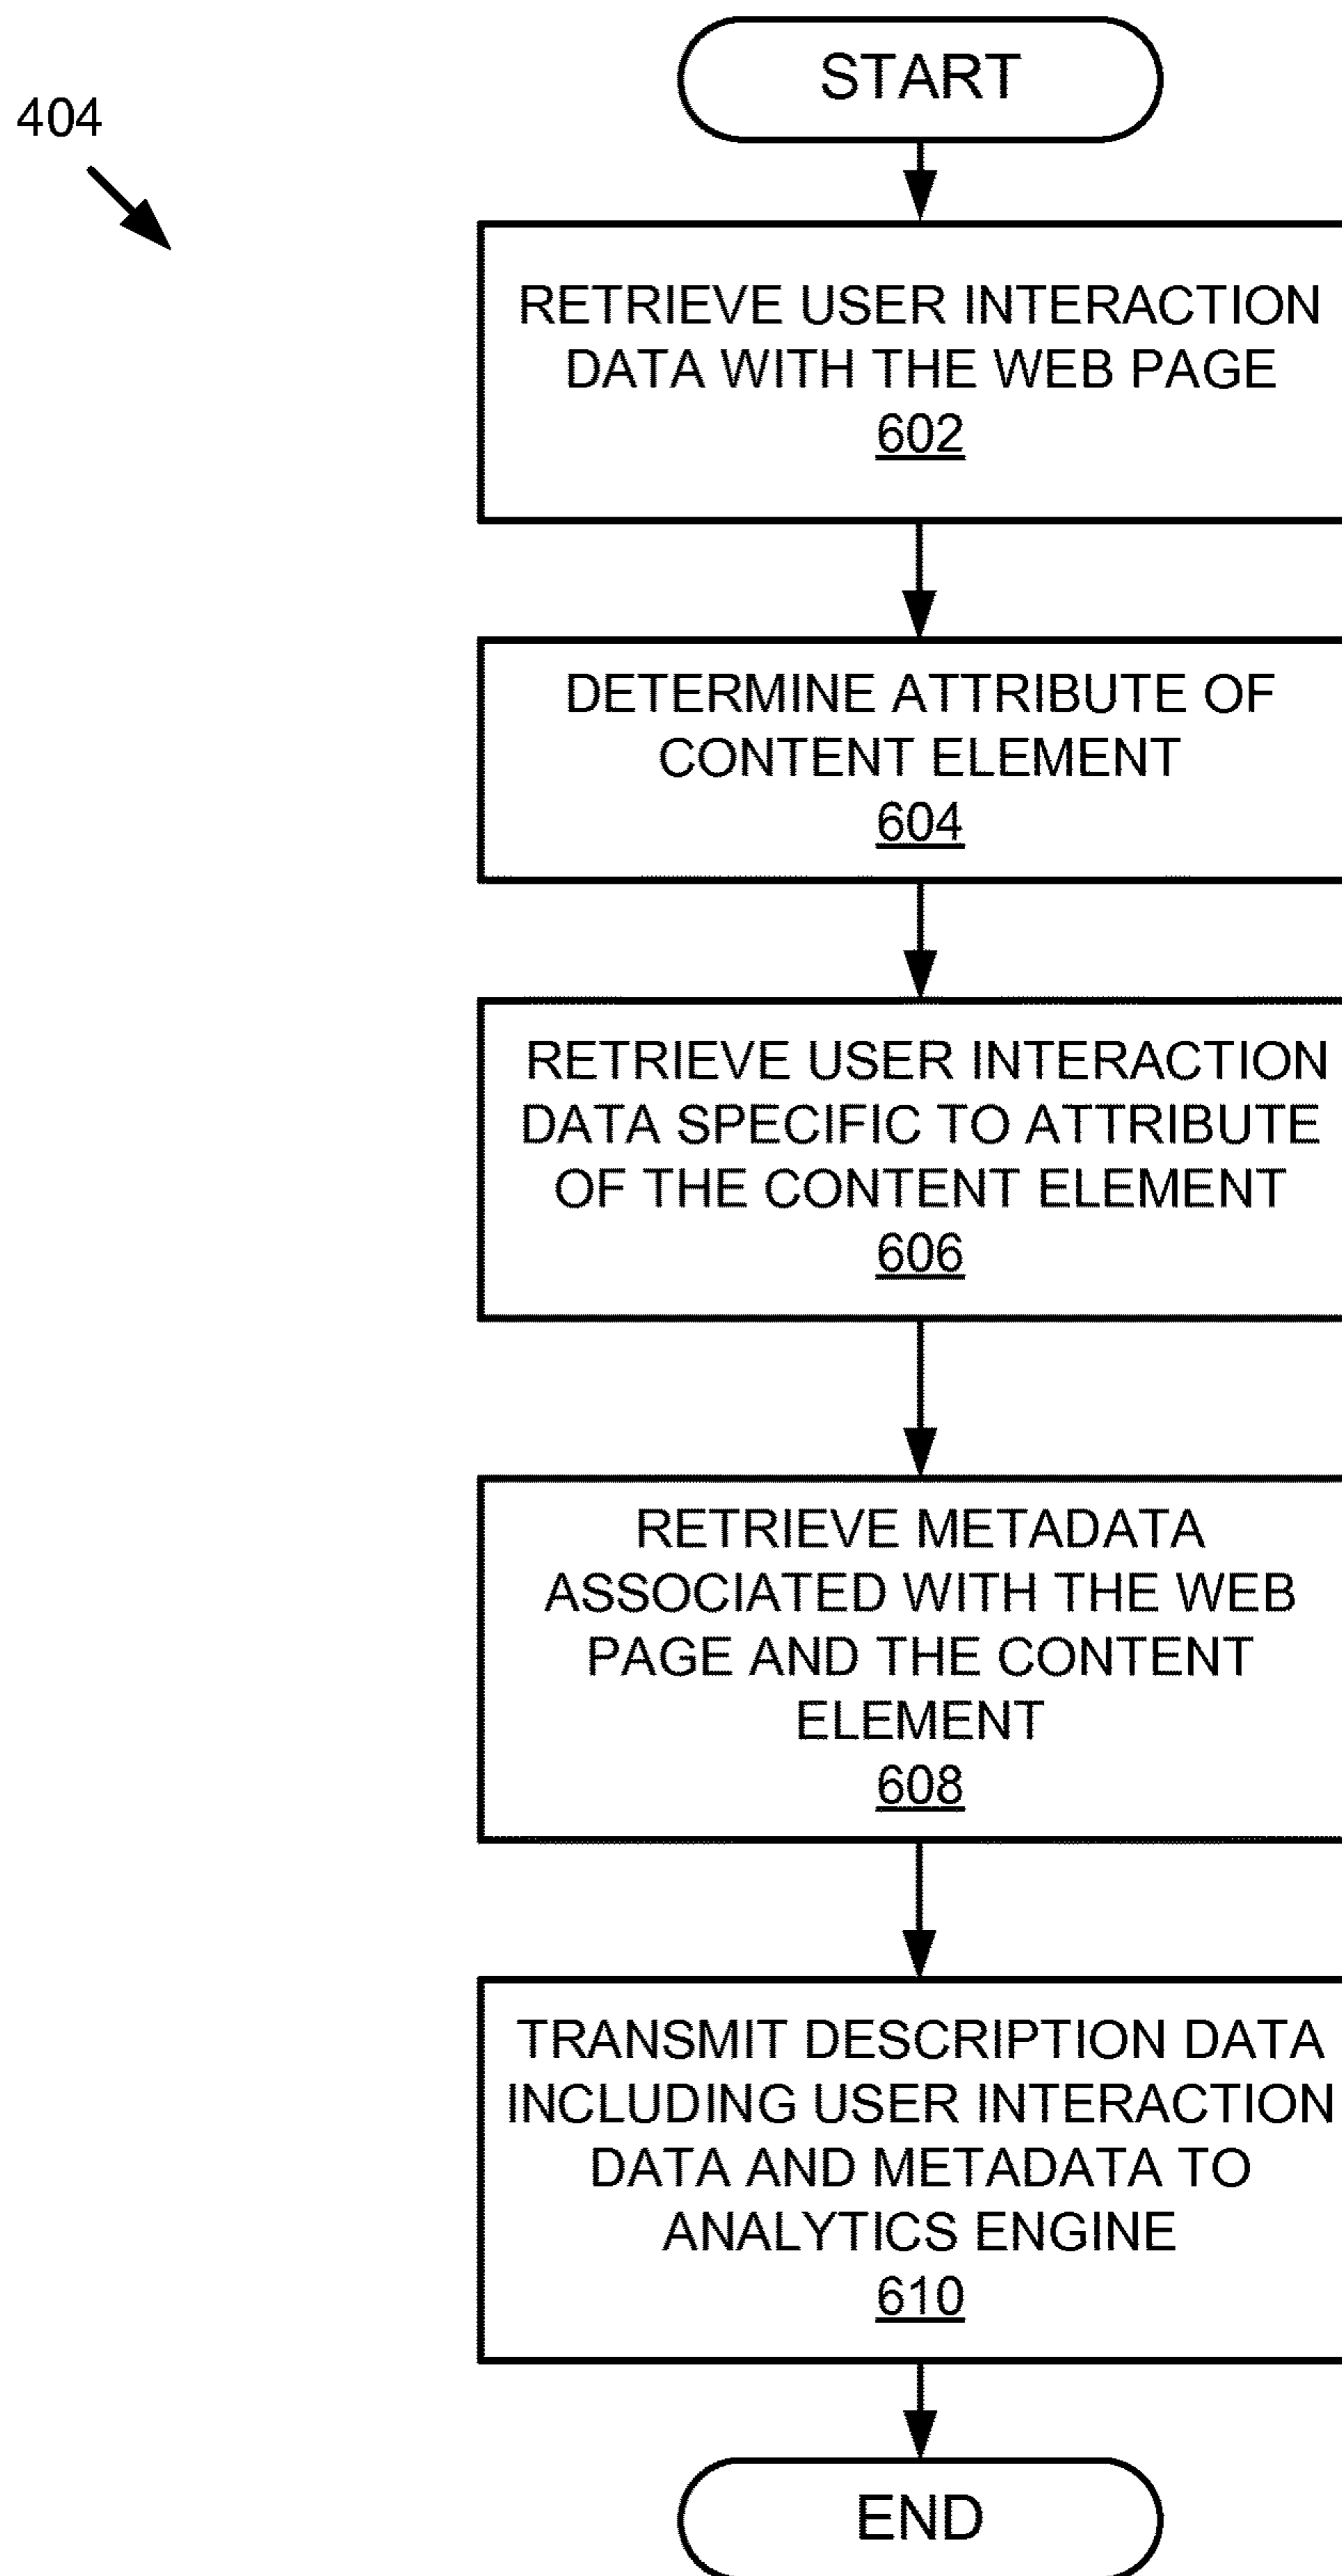 404
START
RETRIEVE USER INTERACTION
DATA WITH THE WEB PAGE
602
DETERMINE ATTRIBUTE OF
CONTENT ELEMENT
604
RETRIEVE USER INTERACTION
DATA SPECIFIC TO ATTRIBUTE
OF THE CONTENT ELEMENT
606
RETRIEVE METADATA
ASSOCIATED WITH THE WEB
PAGE AND THE CONTENT
ELEMENT
608
TRANSMIT DESCRIPTION DATA
INCLUDING USER INTERACTION
DATA AND METADATA TO
ANALYTICS ENGINE
610
END